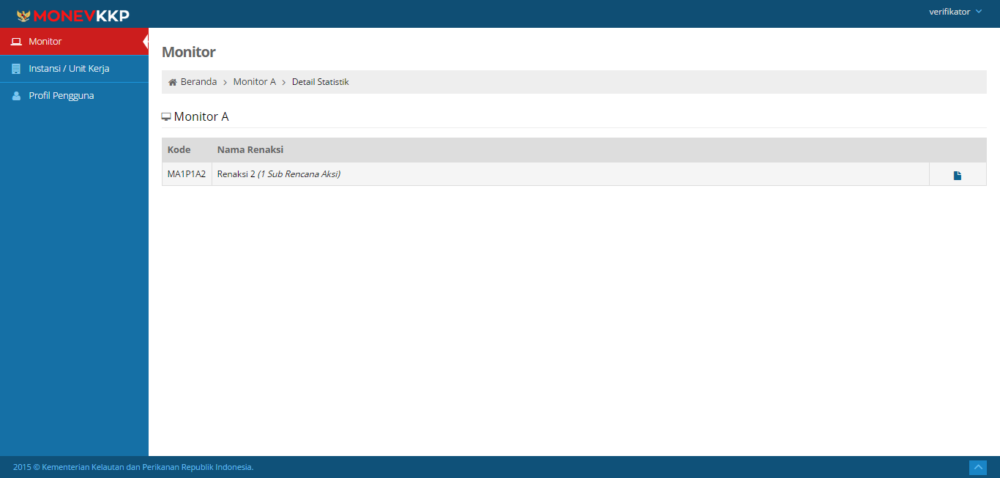 MONEVKKP
verifikator
Monitor
Instansi / Unit Kerja
Profil Pengguna
Monitor
Beranda > Monitor A > Detail Statistik
Monitor A
Kode Nama Renaksi
MA1P1A2 Renaksi 2 (1 Sub Rencana Aksi)
2015 © Kementerian Kelautan dan Perikanan Republik Indonesia.